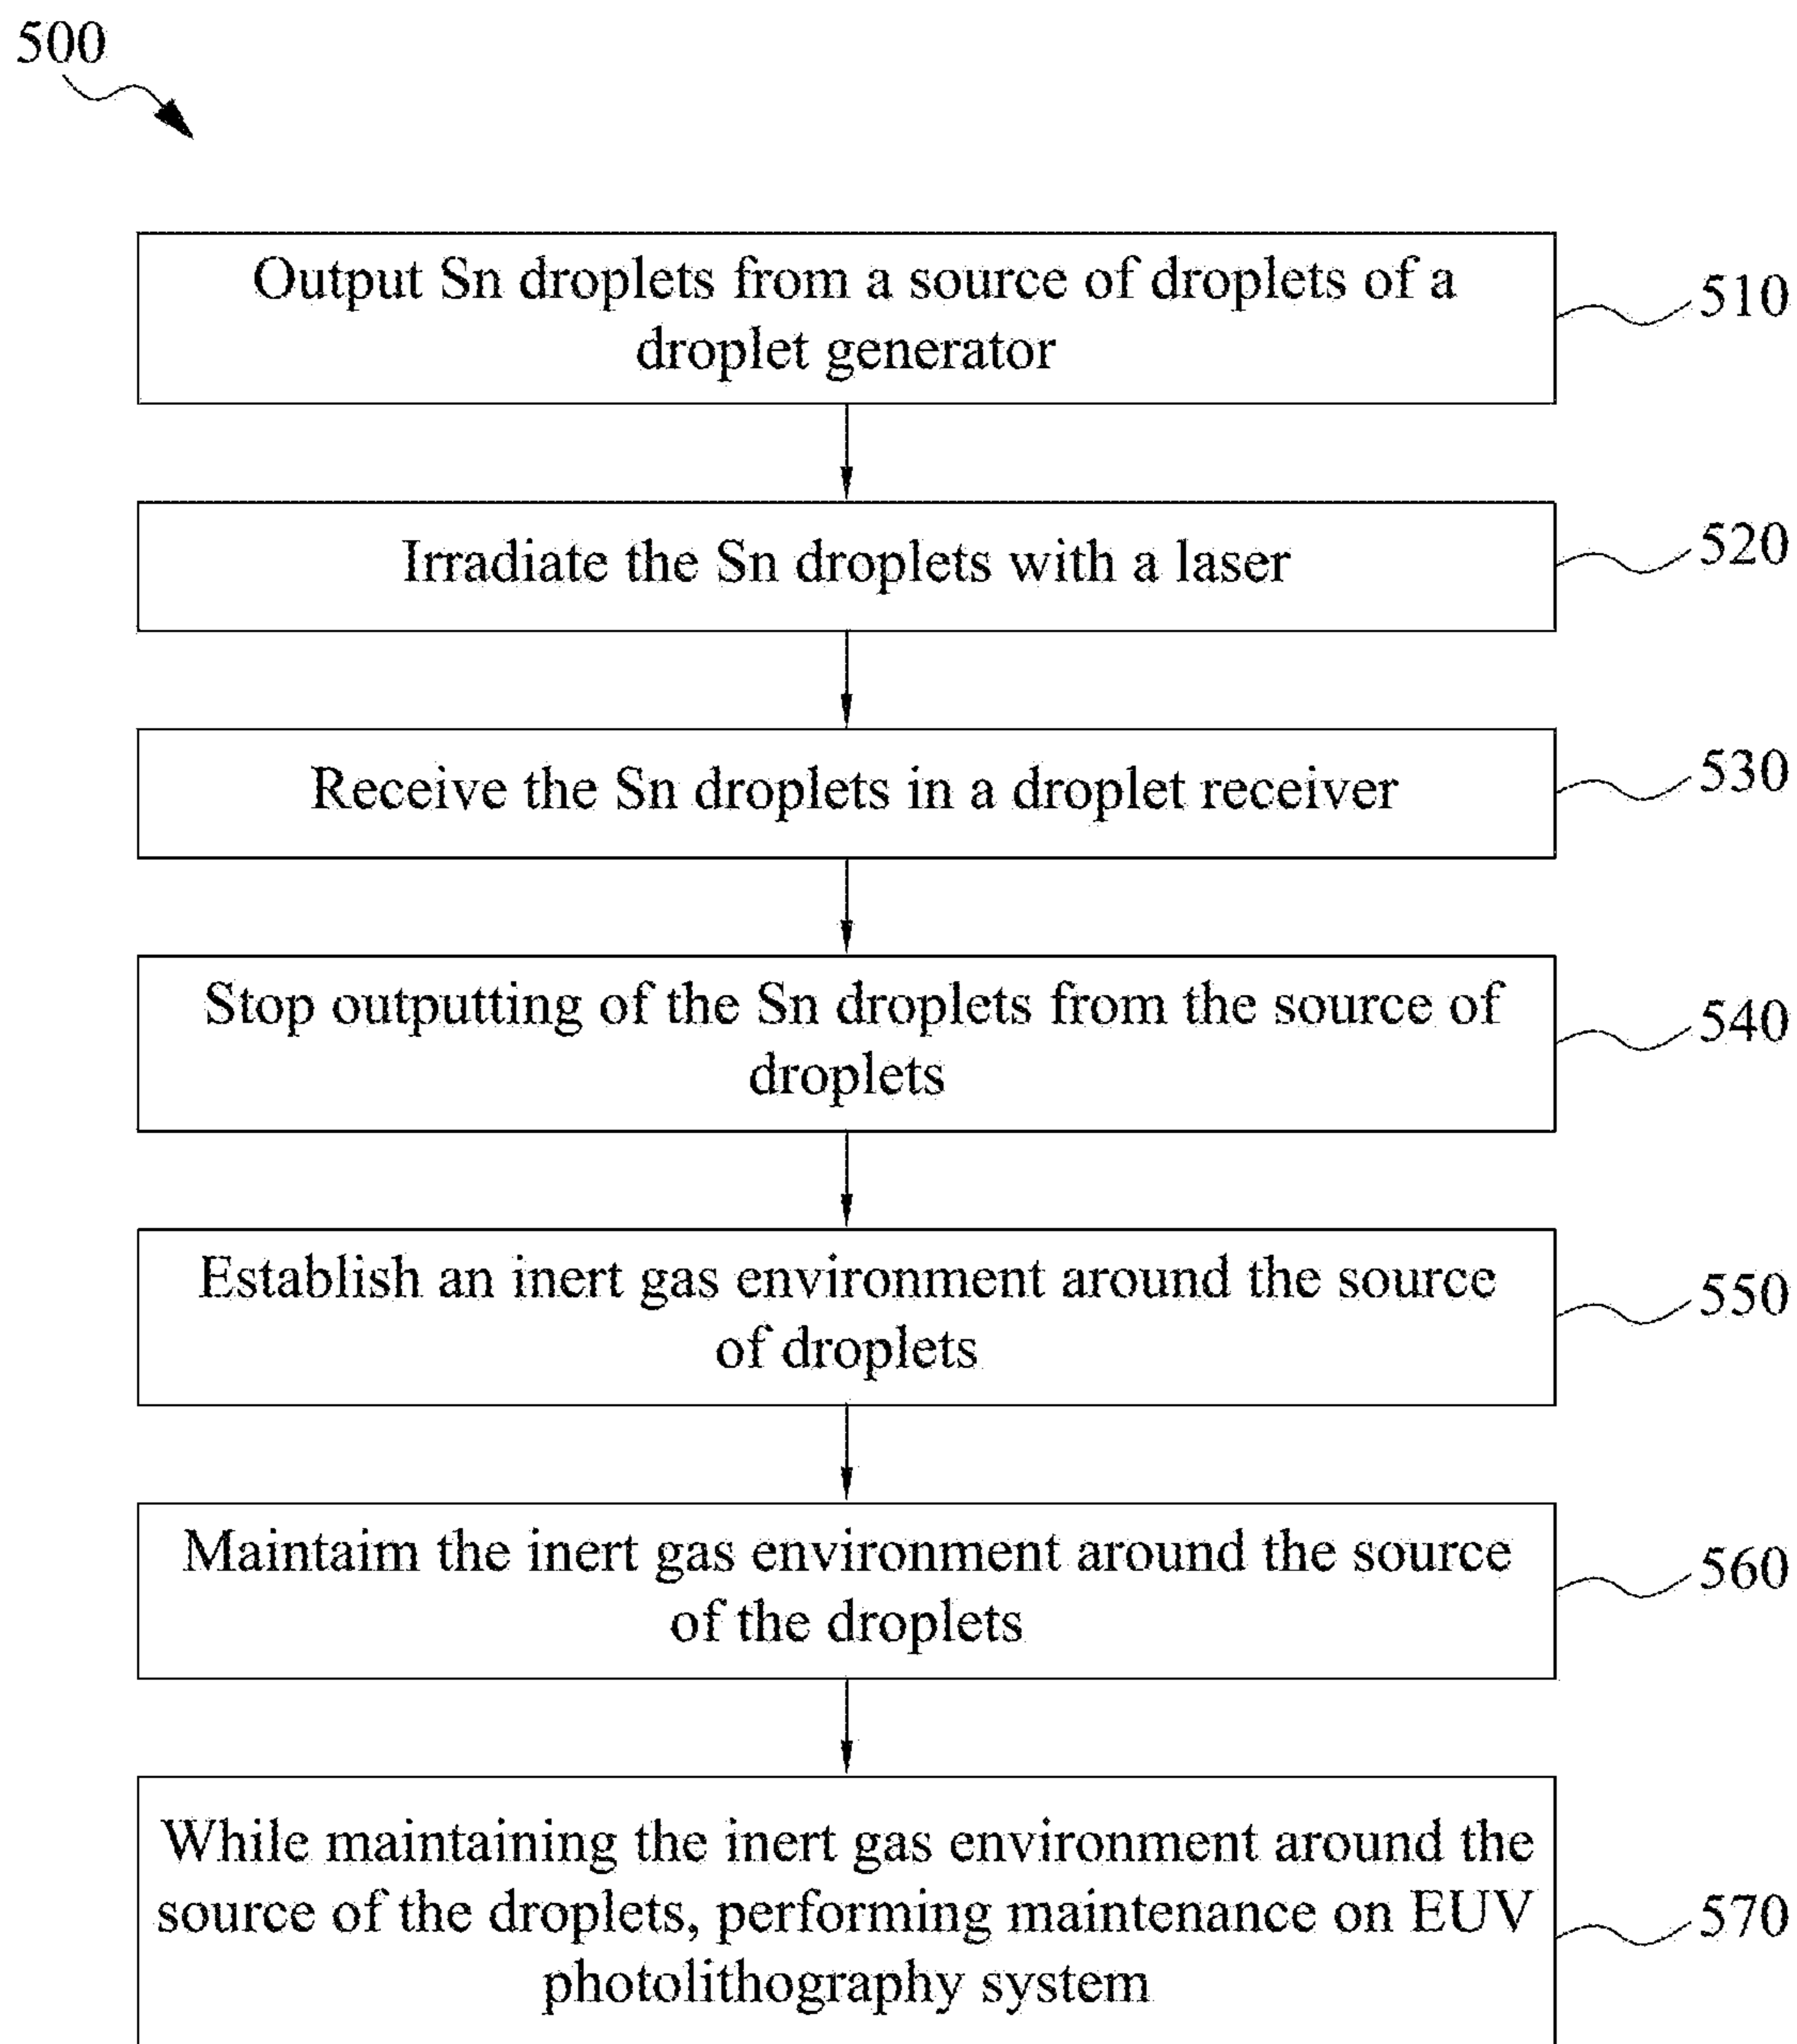 500
Output Sn droplets from a source of droplets of a
droplet generator
510
Irradiate the Sn droplets with a laser
520
Receive the Sn droplets in a droplet receiver
530
Stop outputting of the Sn droplets from the source of
droplets
540
Establish an inert gas environment around the source
of droplets
550
Maintaim the inert gas environment around the source
of the droplets
560
While maintaining the inert gas environment around the
source of the droplets, performing maintenance on EUV
photolithography system
570